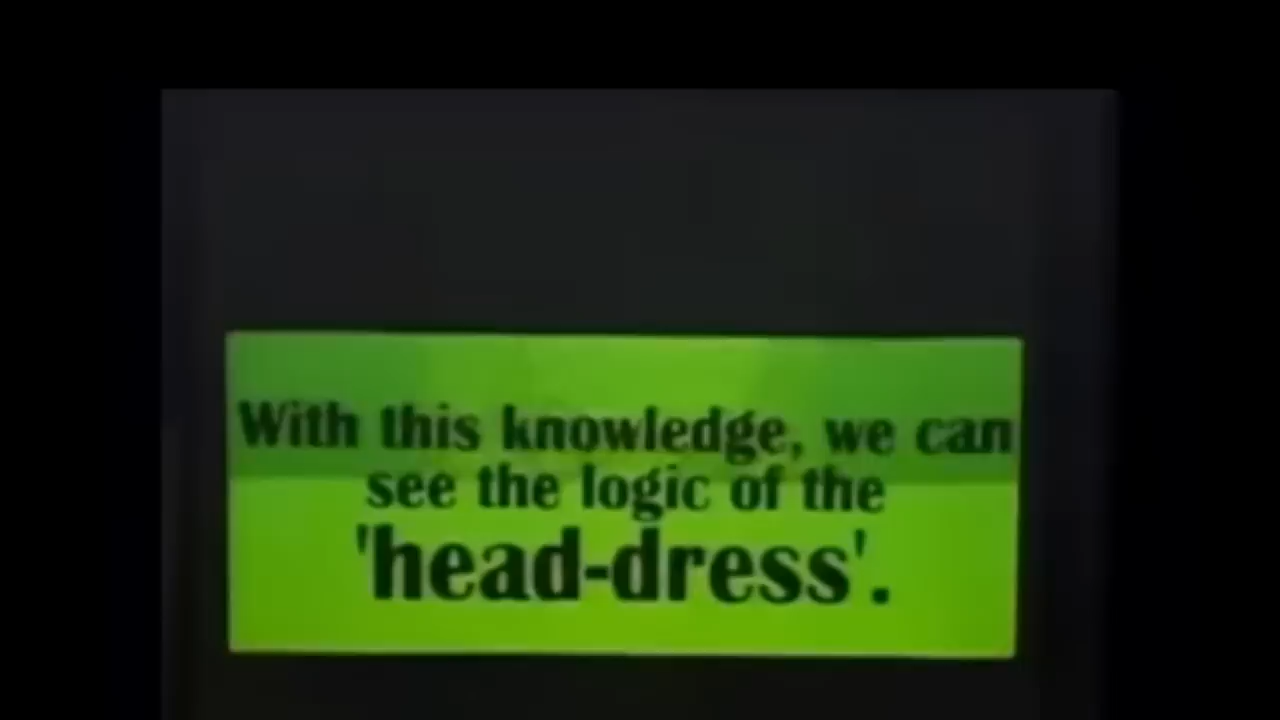 With this knowledge, we can
see the logic of the
'head-dress'.